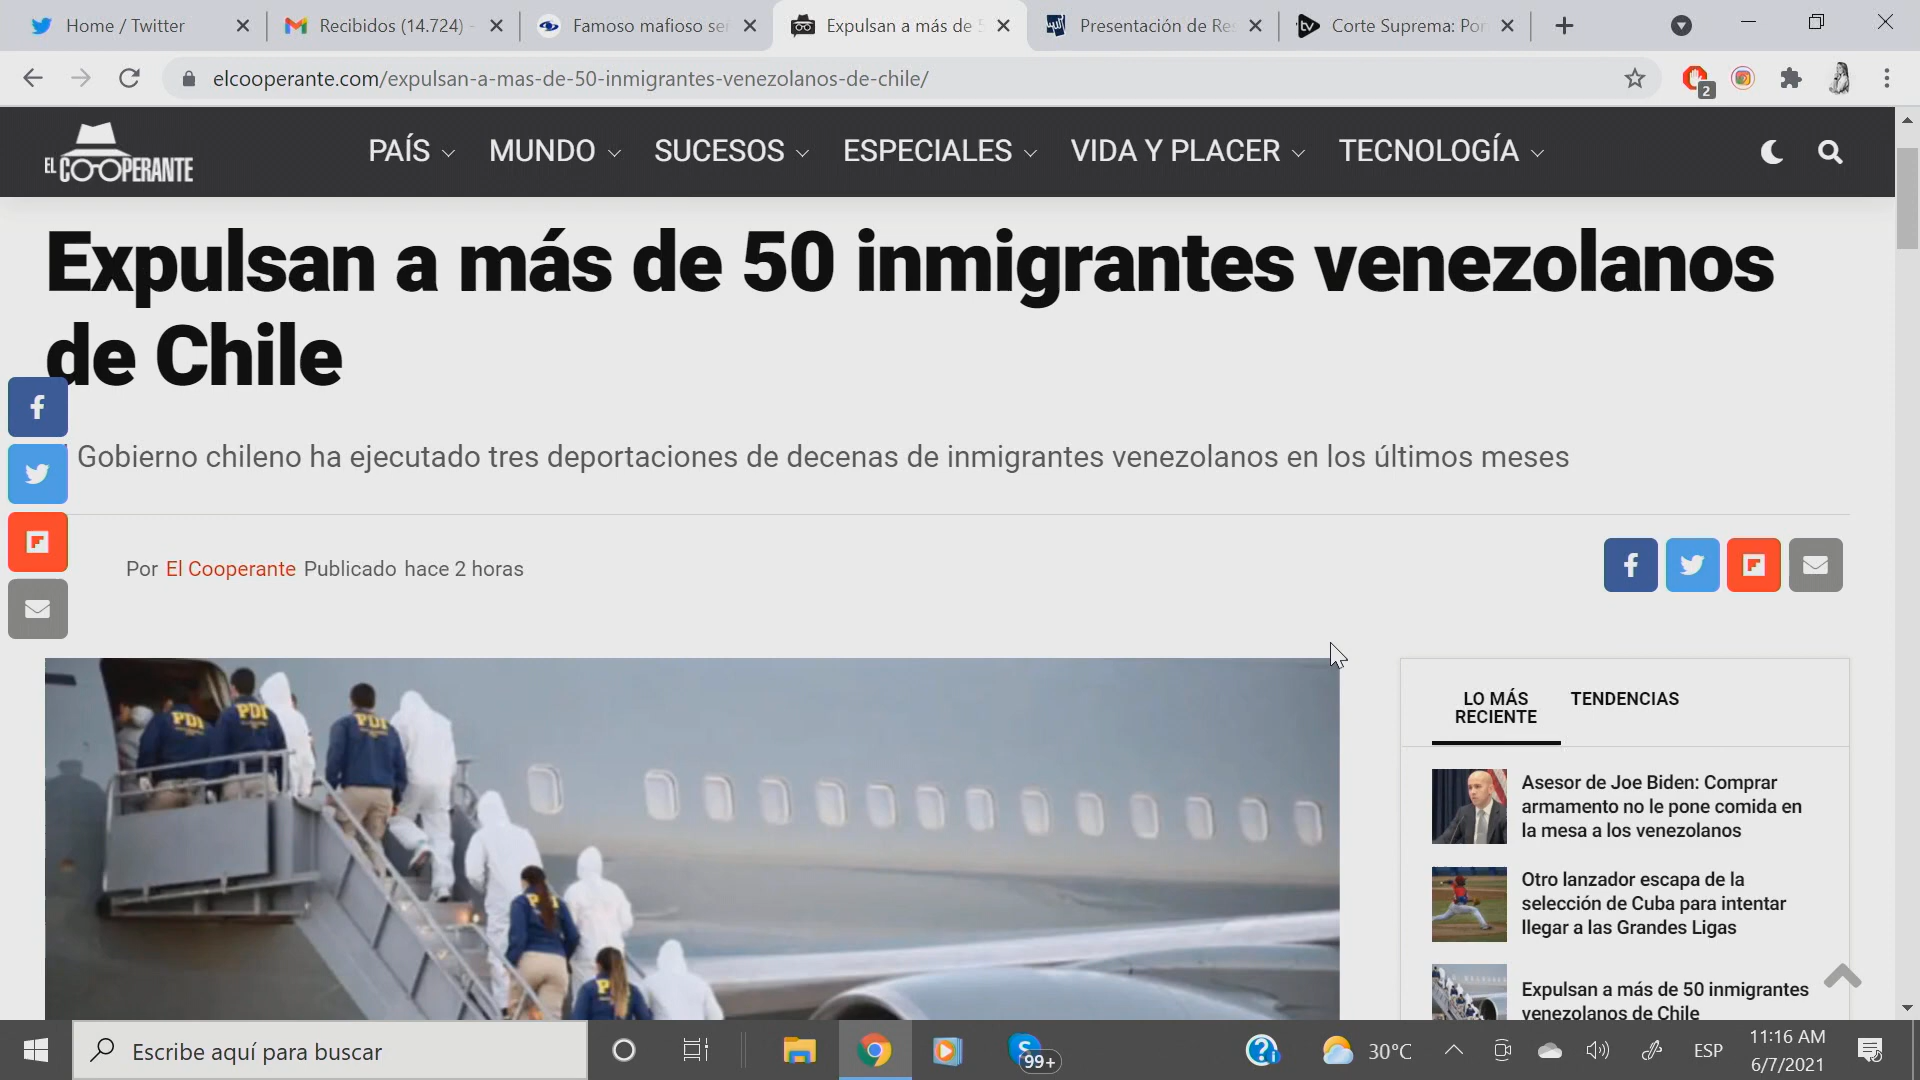 Home / Twitter
Recibidos (14.724) -
Famoso mafioso se
Expulsan a más de 5
Presentación de Re
Corte Suprema: Por
elcooperante.com/expulsan-a-mas-de-50-inmigrantes-venezolanos-de-chile/
2
EL COOPERANTE
PAÍS
MUNDO
SUCESOS
ESPECIALES
VIDA Y PLACER
TECNOLOGÍA
Expulsan a más de 50 inmigrantes venezolanos
de Chile
Gobierno chileno ha ejecutado tres deportaciones de decenas de inmigrantes venezolanos en los últimos meses
Por El Cooperante Publicado hace 2 horas
PDI
PDI
PDI
PDI
PDI
LO MÁS
RECIENTE
TENDENCIAS
Asesor de Joe Biden: Comprar
armamento no le pone comida en
la mesa a los venezolanos
Otro lanzador escapa de la
selección de Cuba para intentar
llegar a las Grandes Ligas
Expulsan a más de 50 inmigrantes
venezolanos de Chile
Escribe aquí para buscar
99+
30°C
ESP
11:16 AM
6/7/2021